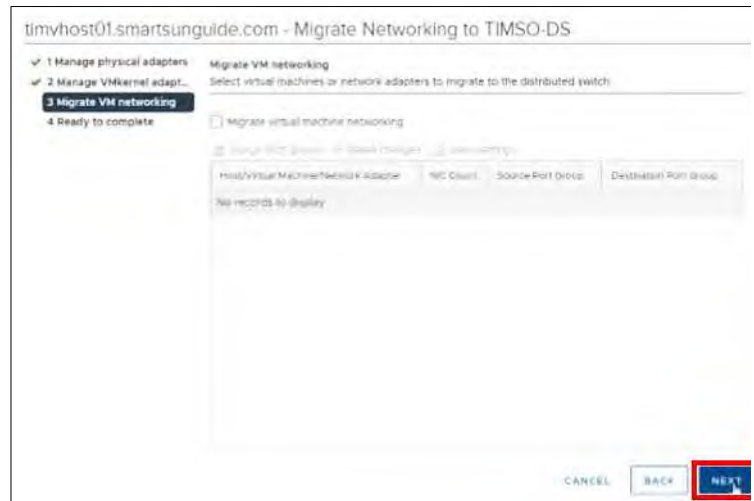 timvhost01.smartsunguide.com - Migrate Networking to TIMSO-DS
1 Manage physical adapters
2 Manage VMkernel adapt...
3 Migrate VM networking
4 Ready to complete
Migrate VM networking
Select virtual machines or network adapters to migrate to the distributed switch
Migrate virtual machine networking
Host/Virtual Machine/Network Adapter NIC Count Source Port Group Destination Port Group
No records to display
CANCEL BACK NEXT